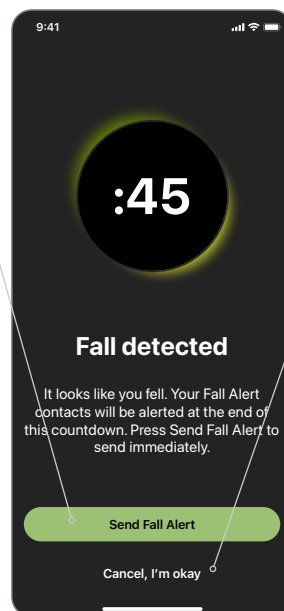 9:41
:45
Fall detected
It looks like you fell. Your Fall Alert
contacts will be alerted at the end of
this countdown. Press Send Fall Alert to
send immediately.
Send Fall Alert
Cancel, I'm okay